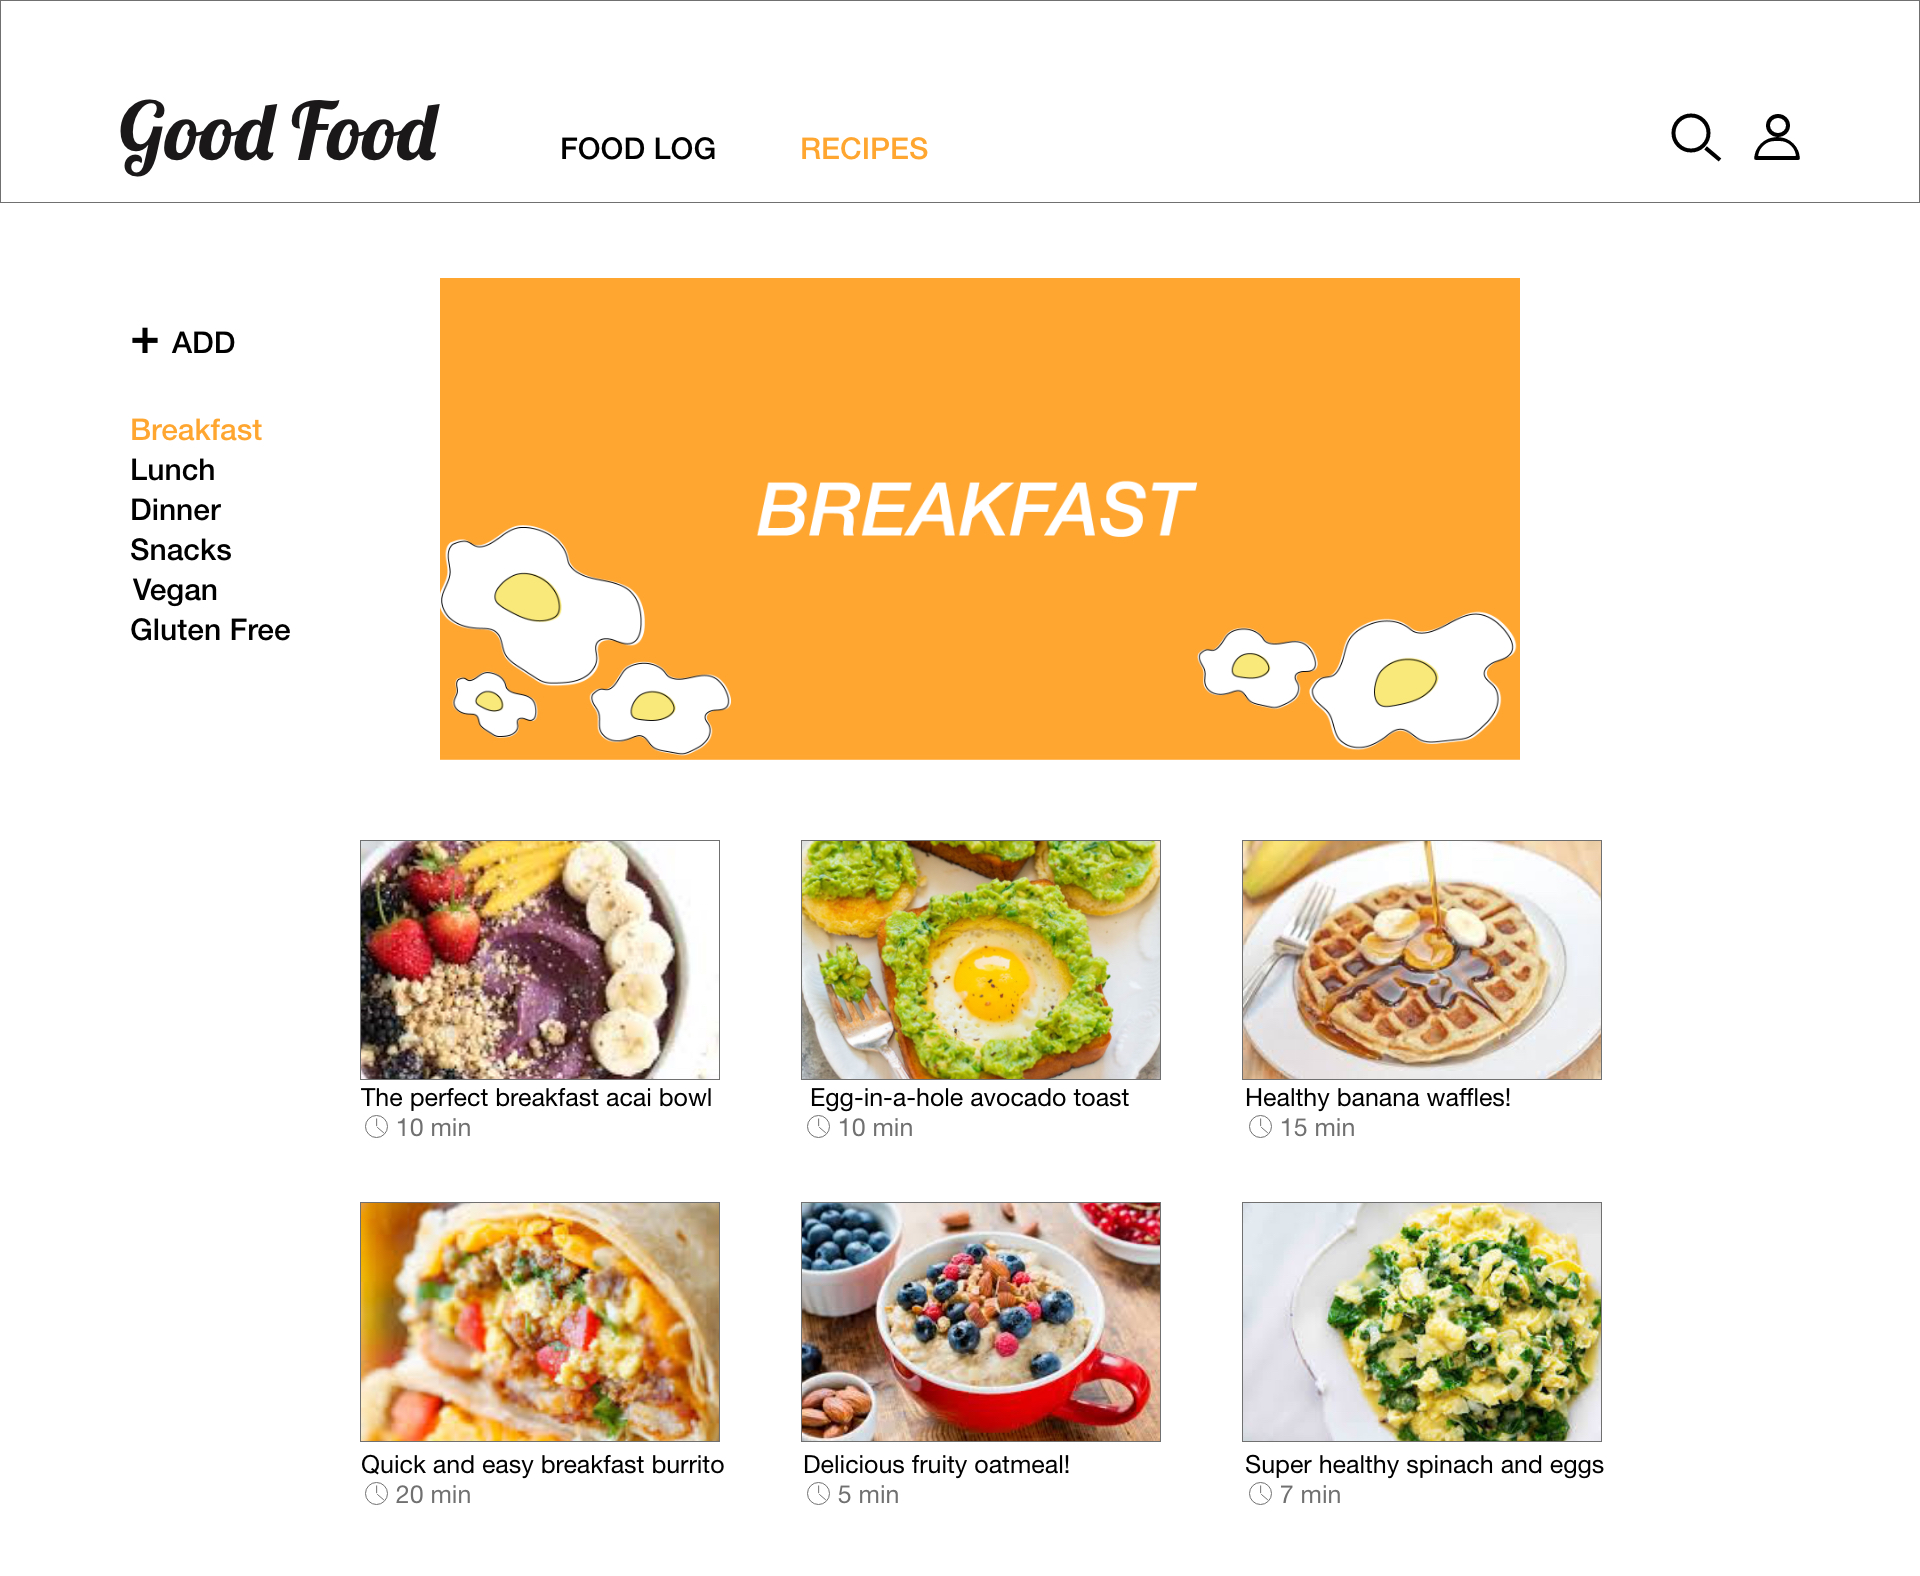 Good Food
FOOD LOG
RECIPES
+ ADD
Breakfast
Lunch
Dinner
Snacks
Vegan
Gluten Free
BREAKFAST
The perfect breakfast acai bowl
10 min
Egg-in-a-hole avocado toast
10 min
Healthy banana waffles!
15 min
Quick and easy breakfast burrito
20 min
Delicious fruity oatmeal!
5 min
Super healthy spinach and eggs
7 min